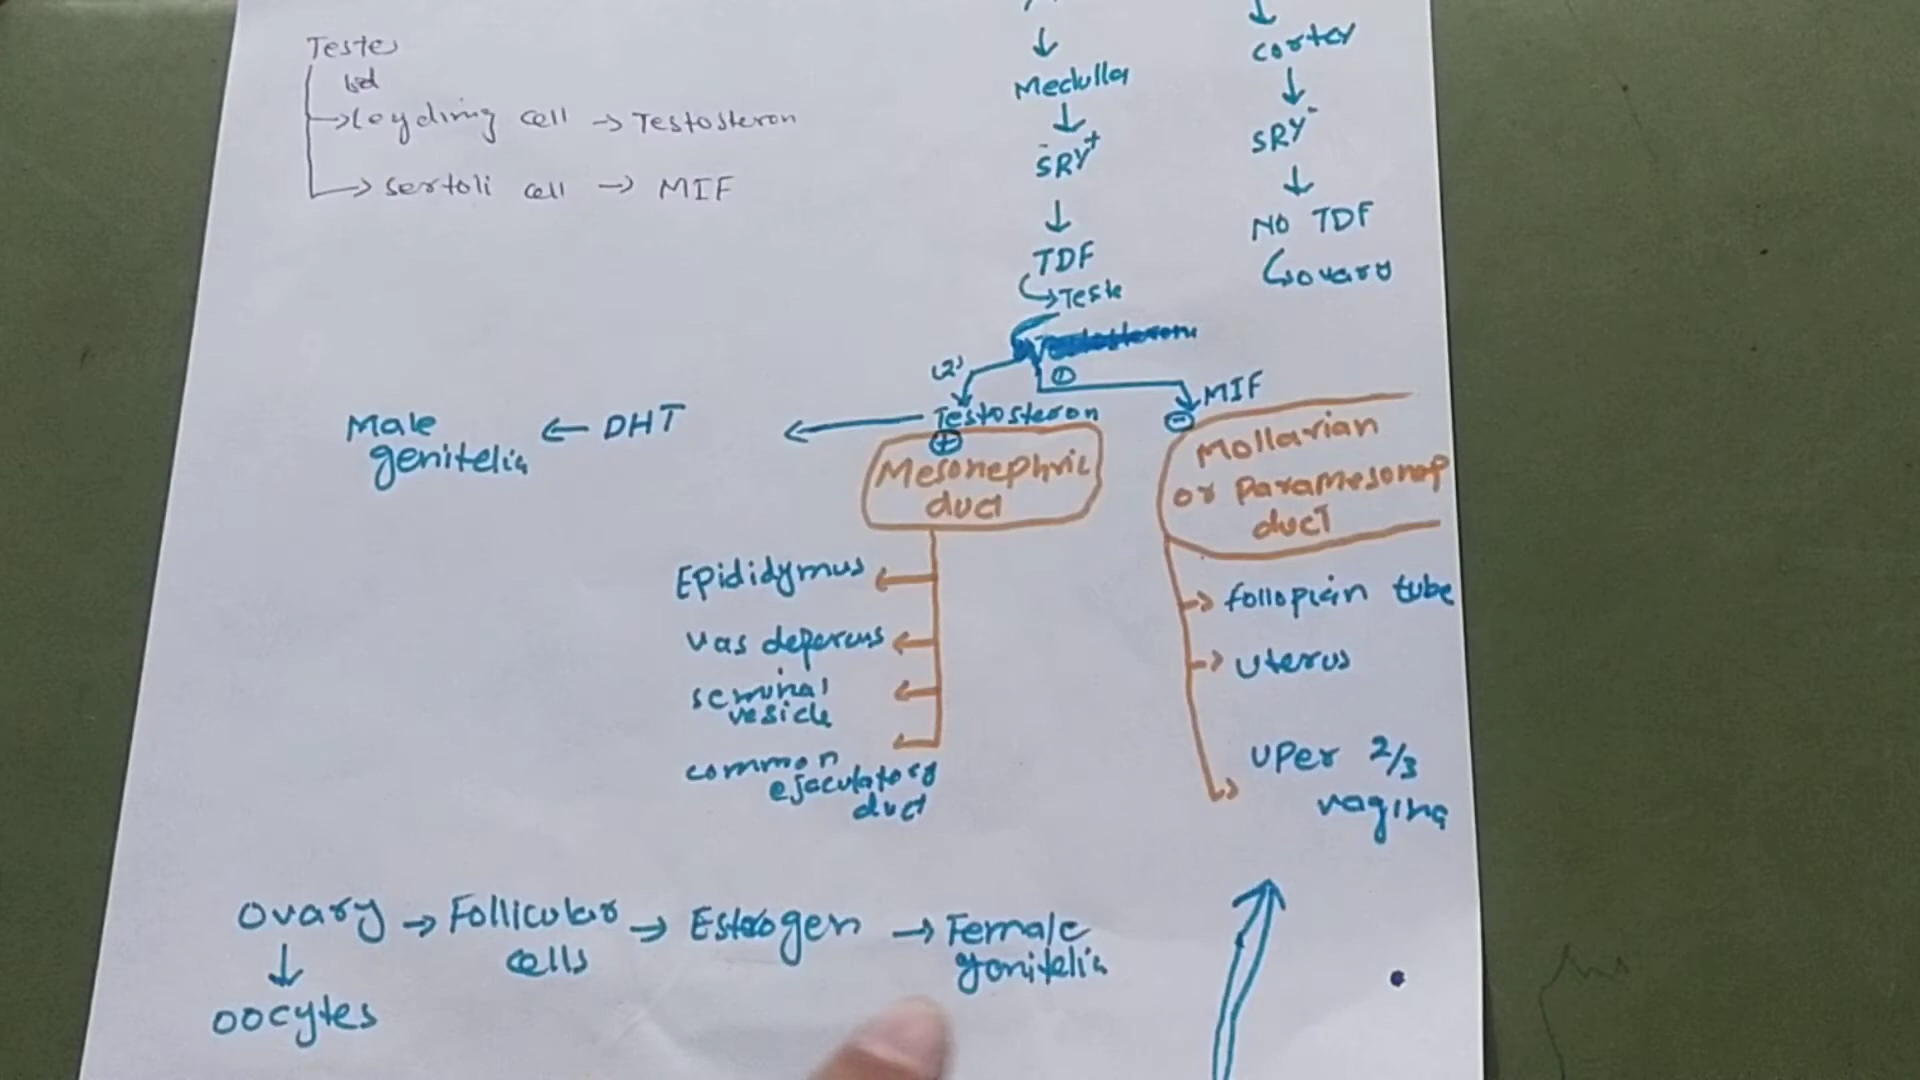 Testes
Leyding cell → Testosteron
Sertoli cell → MIF
↓
Medulla
↓
SRY+
↓
TDF
↳ Teste
↓
cortex
↓
SRY-
↓
NO TDF
↳ ovary
(2) ①
MIF
Male genitelia ← DHT ← Testosteron
⊕ ⊖
Mesonephric
duct
Epididymus
vas deperens
seminal
vesicle
common
ejaculatory
duct
Mollarian
or Paramesonep
duct
follopian tube
uterus
UPer 2/3
vagina
Ovary → Follicular cells → Estrogen → Female genitelia
↓
oocytes